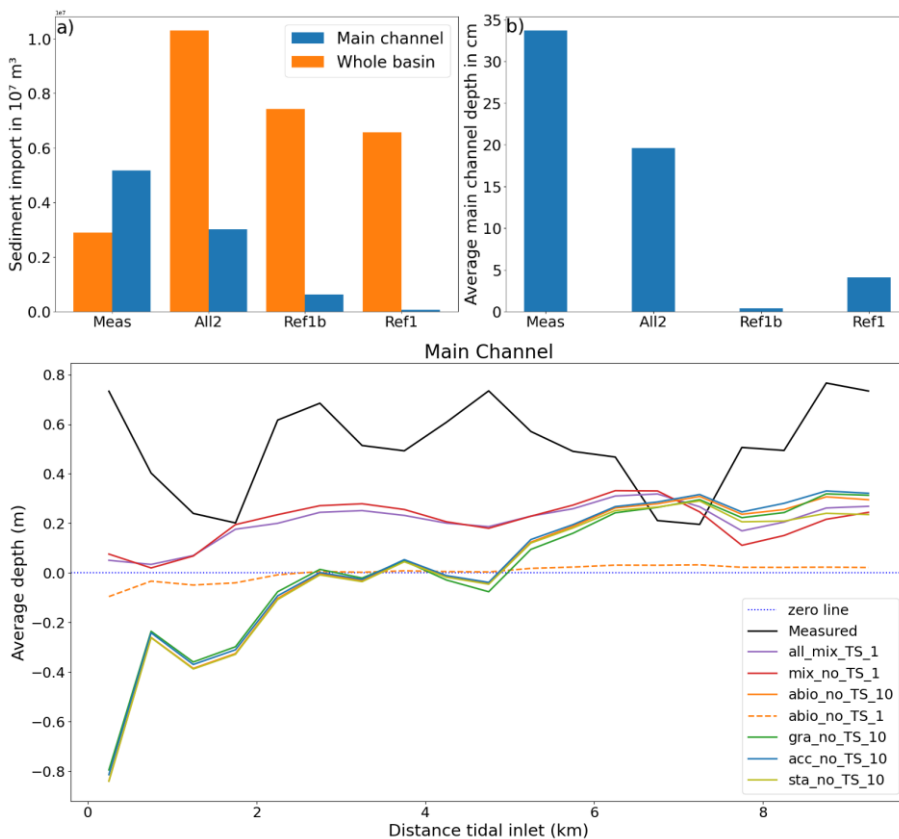 1e7
a)
Sediment import in 10⁷ m³
1.0
0.8
0.6
0.4
0.2
0.0
Main channel
Whole basin
Meas All2 Ref1b Ref1
b)
Average main channel depth in cm
35
30
25
20
15
10
5
0
Meas All2 Ref1b Ref1
Main Channel
Average depth (m)
0.8
0.6
0.4
0.2
0.0
−0.2
−0.4
−0.6
−0.8
zero line
Measured
all_mix_TS_1
mix_no_TS_1
abio_no_TS_10
abio_no_TS_1
gra_no_TS_10
acc_no_TS_10
sta_no_TS_10
0 2 4 6 8
Distance tidal inlet (km)